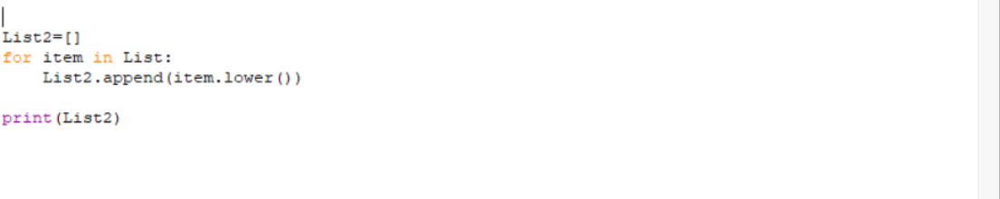 List2=[]
for item in List:
    List2.append(item.lower())
print(List2)